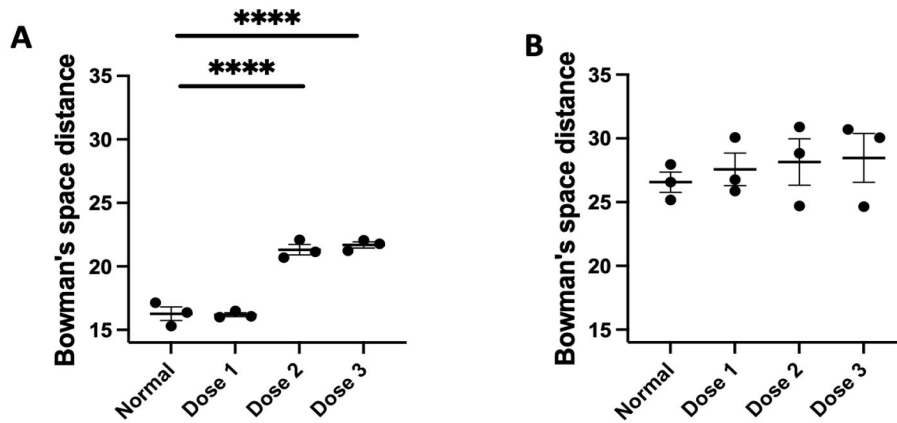 A
****
****
Bowman's space distance
35
30
25
20
15
Normal
Dose 1
Dose 2
Dose 3
B
Bowman's space distance
35
30
25
20
15
Normal
Dose 1
Dose 2
Dose 3